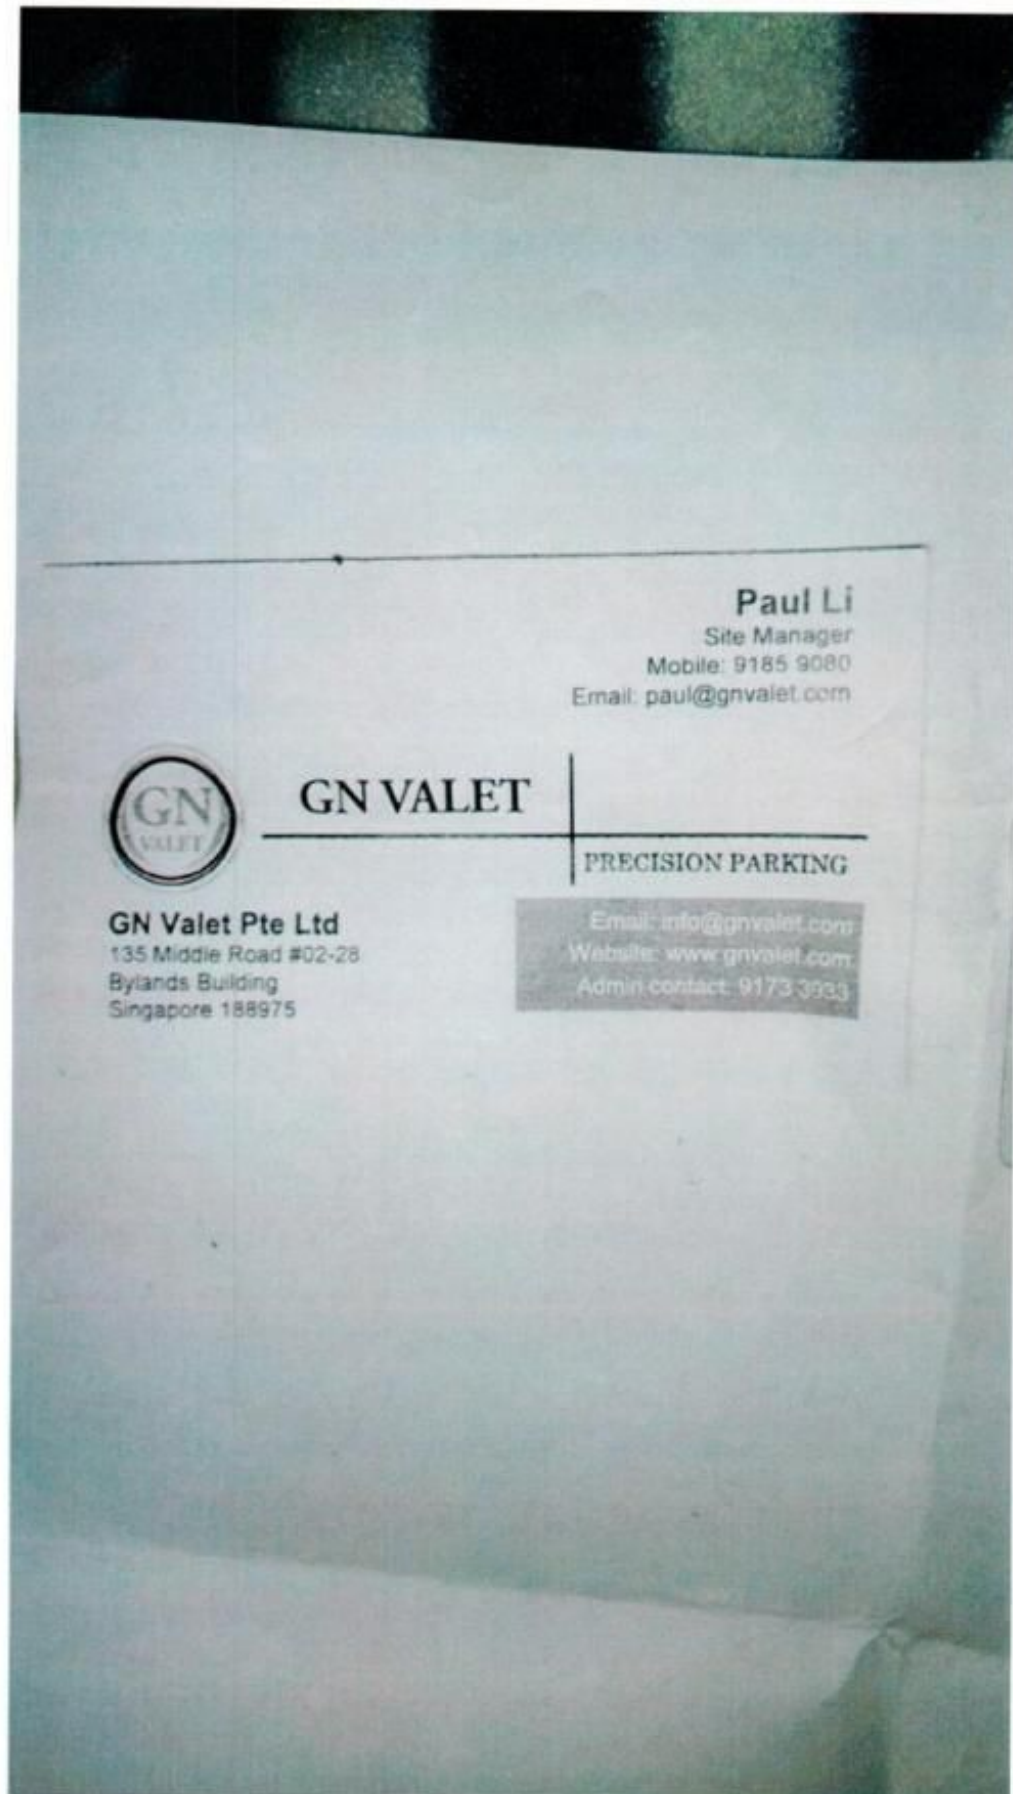 Paul Li
Site Manager
Mobile: 9185 9080
Email: paul@gnvalet.com
GN
VALET
GN VALET
PRECISION PARKING
GN Valet Pte Ltd
135 Middle Road #02-28
Bylands Building
Singapore 188975
Email: info@gnvalet.com
Website: www.gnvalet.com
Admin contact: 9173 3933